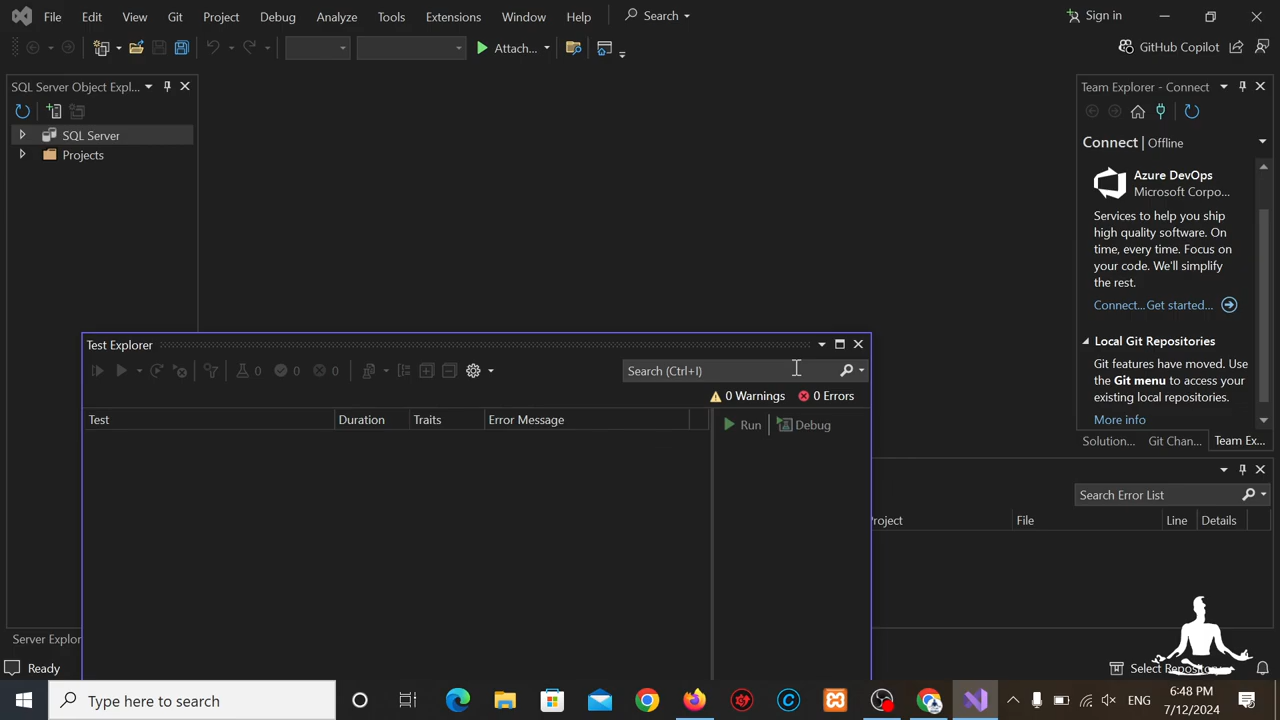 File Edit View Git Project Debug Analyze Tools Extensions Window Help Search Sign in
Attach... GitHub Copilot
SQL Server Object Expl...
SQL Server
Projects
Team Explorer - Connect
Connect | Offline
Azure DevOps
Microsoft Corpo...
Services to help you ship
high quality software. On
time, every time. Focus on
your code. We'll simplify
the rest.
Connect... Get started...
Local Git Repositories
Git features have moved. Use
the Git menu to access your
existing local repositories.
More info
Solution... Git Chan... Team Ex...
Test Explorer
0 0 0
Search (Ctrl+I)
0 Warnings 0 Errors
Test Duration Traits Error Message
Run Debug
Search Error List
Project File Line Details
Server Explor
Ready
Select Repository
Type here to search
ENG
6:48 PM
7/12/2024